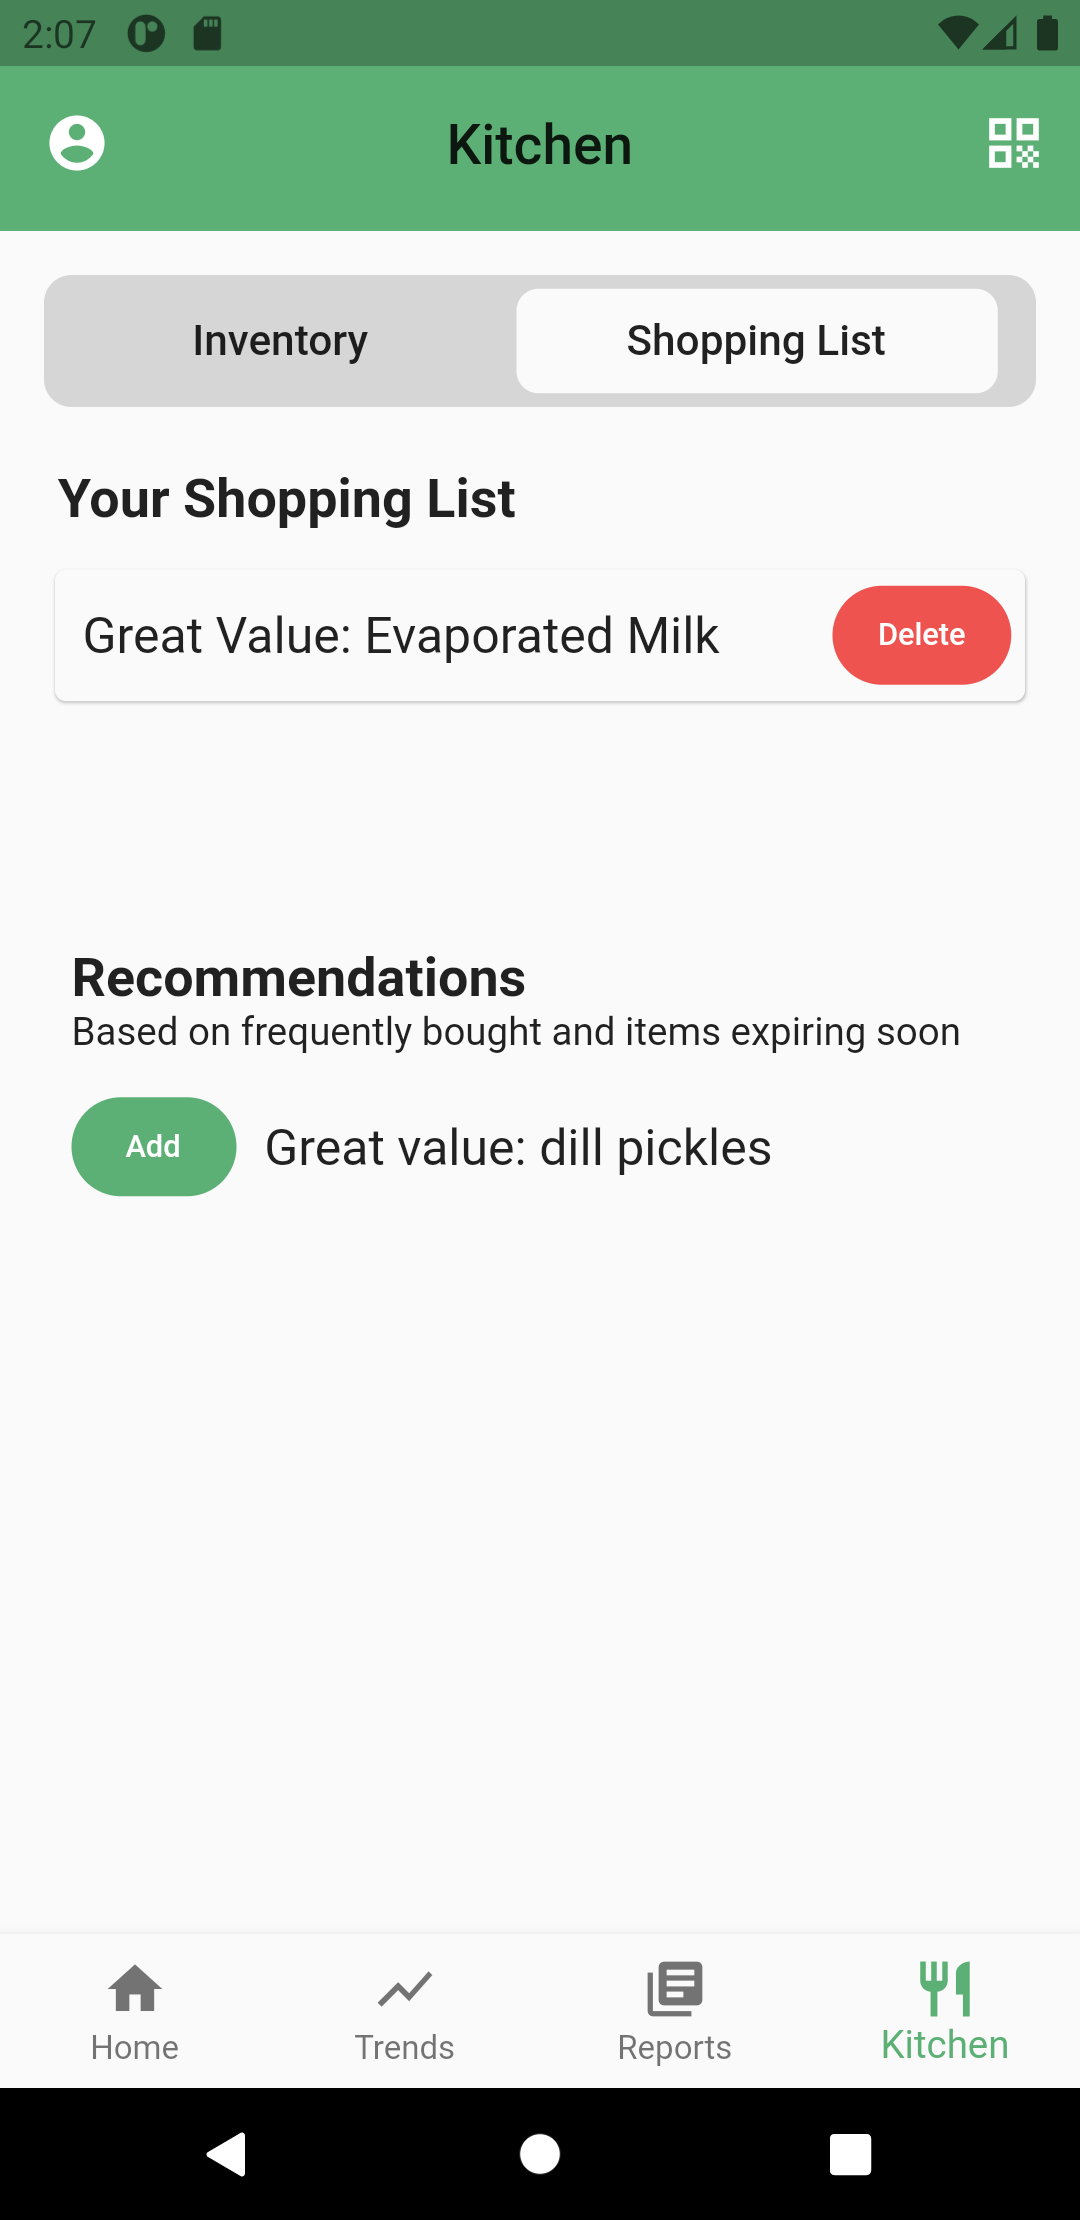 2:07
Kitchen
Inventory
Shopping List
Your Shopping List
Great Value: Evaporated Milk
Delete
Recommendations
Based on frequently bought and items expiring soon
Add
Great value: dill pickles
Home
Trends
Reports
Kitchen